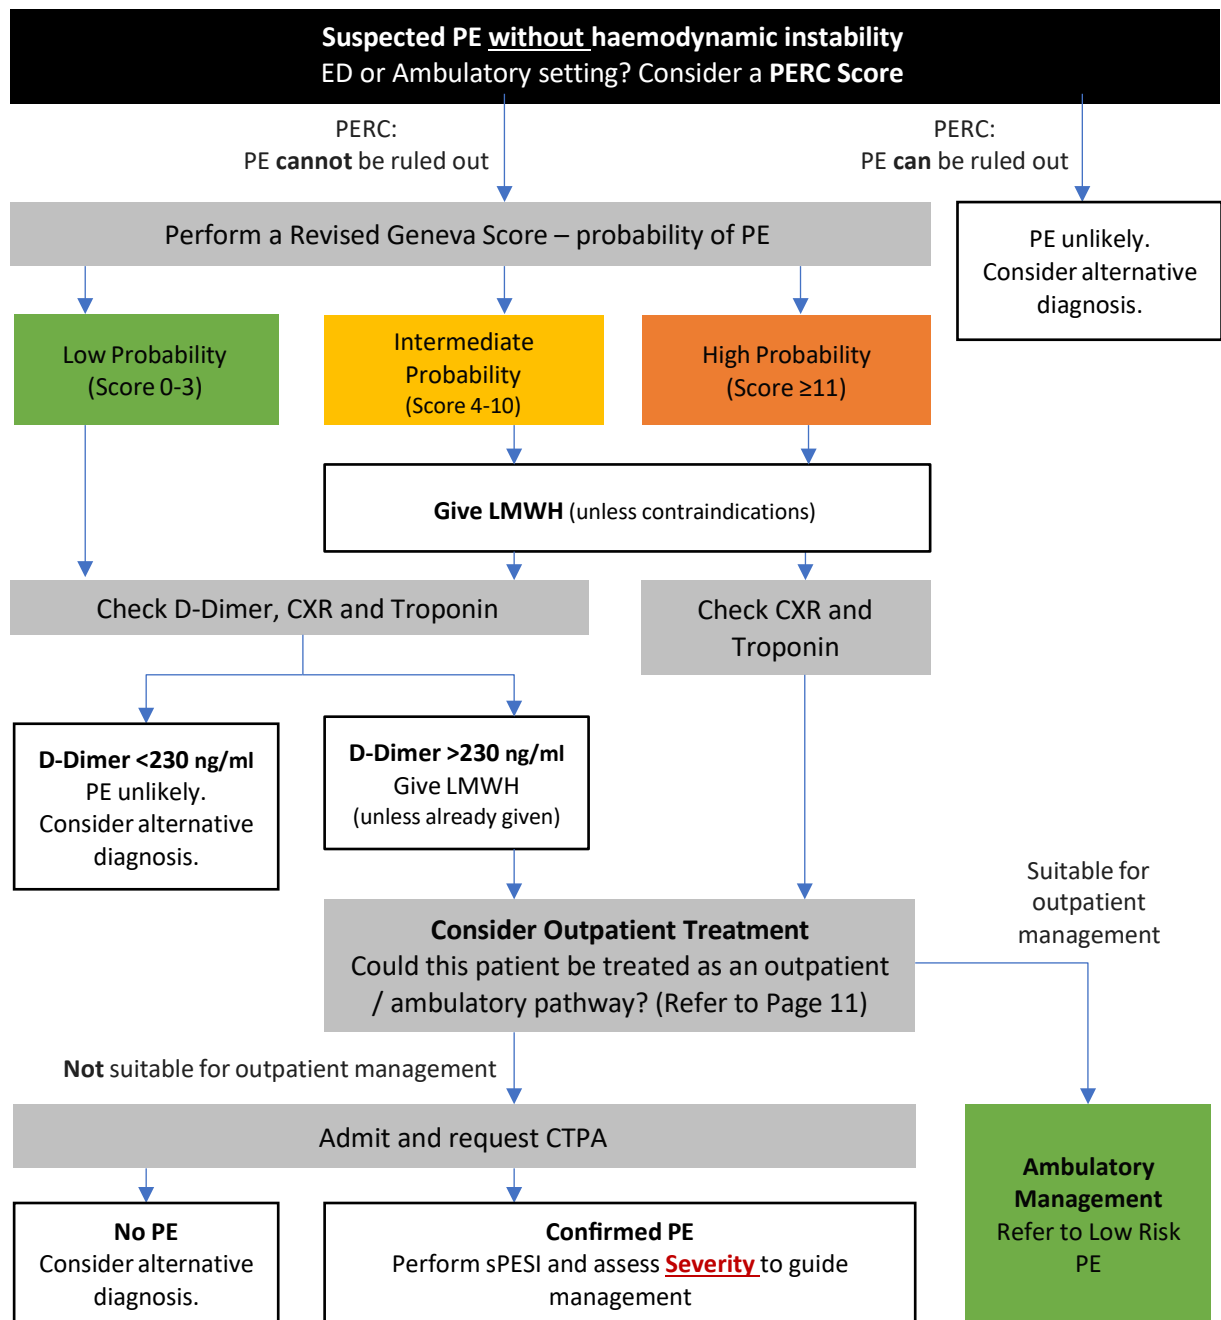 Suspected PE without haemodynamic instability
ED or Ambulatory setting? Consider a PERC Score
PERC:
PE cannot be ruled out
PERC:
PE can be ruled out
Perform a Revised Geneva Score – probability of PE
PE unlikely.
Consider alternative
diagnosis.
Low Probability
(Score 0-3)
Intermediate
Probability
(Score 4-10)
High Probability
(Score ≥11)
Give LMWH (unless contraindications)
Check D-Dimer, CXR and Troponin
Check CXR and
Troponin
D-Dimer <230 ng/ml
PE unlikely.
Consider alternative
diagnosis.
D-Dimer >230 ng/ml
Give LMWH
(unless already given)
Suitable for
outpatient
management
Consider Outpatient Treatment
Could this patient be treated as an outpatient
/ ambulatory pathway? (Refer to Page 11)
Not suitable for outpatient management
Admit and request CTPA
Ambulatory
Management
Refer to Low Risk
PE
No PE
Consider alternative
diagnosis.
Confirmed PE
Perform sPESI and assess Severity to guide
management